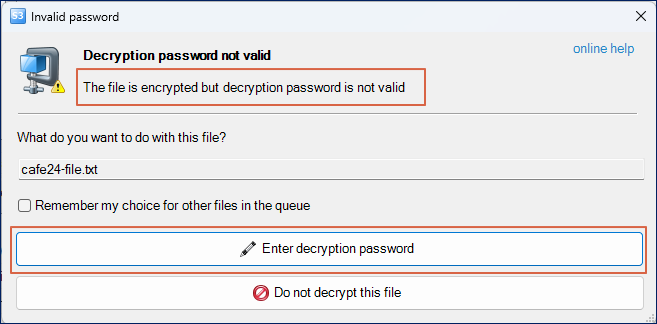 S3 Invalid password
Decryption password not valid
online help
The file is encrypted but decryption password is not valid
What do you want to do with this file?
cafe24-file.txt
Remember my choice for other files in the queue
Enter decryption password
Do not decrypt this file